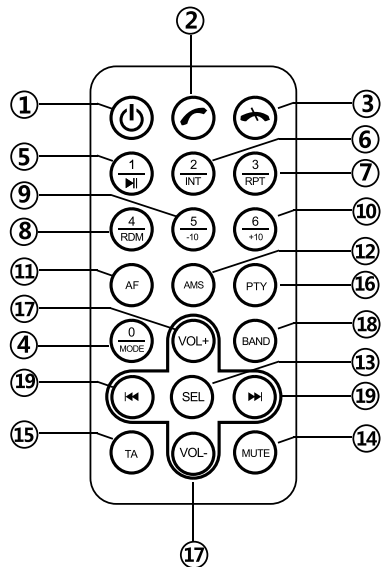 ②
① ③
⑤ ⑥
1 2 3
⏯ INT RPT
⑦
⑨ ⑩
⑧
4 5 6
RDM -10 +10
⑪ ⑫
AF AMS PTY
⑯
⑰ ⑱
0
MODE VOL+ BAND
④ ⑬
⑲ ⏮ SEL ⏭ ⑲
⑮ ⑭
TA VOL- MUTE
⑰